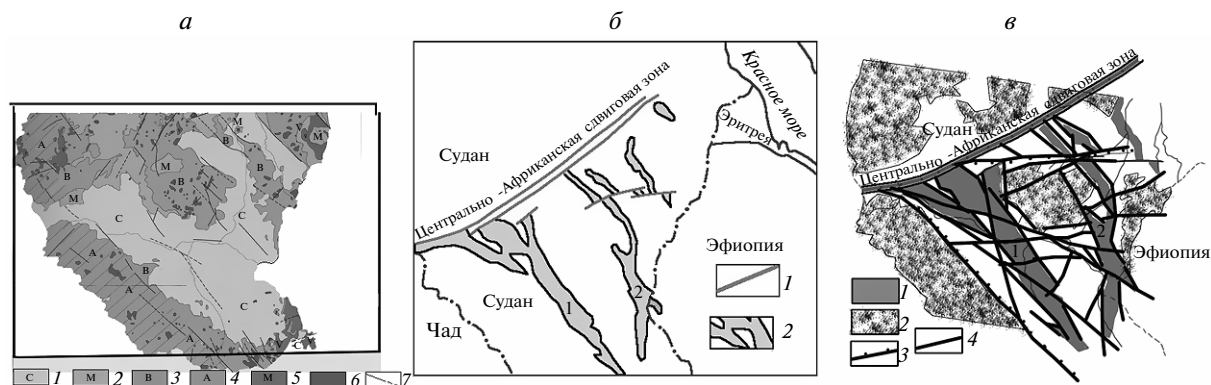 а
б
в
A
M
B
M
A
B
B
B
M
C
M
C
A
B
A
C
A
C
C 1 M 2 B 3 A 4 M 5 6 7
Красное море
Эритрея
Судан
Центрально-Африканская сдвиговая зона
Эфиопия
1
Судан
1
2
2
Чад
Судан
Центрально-Африканская сдвиговая зона
2
Эфиопия
1
1
2
4
3